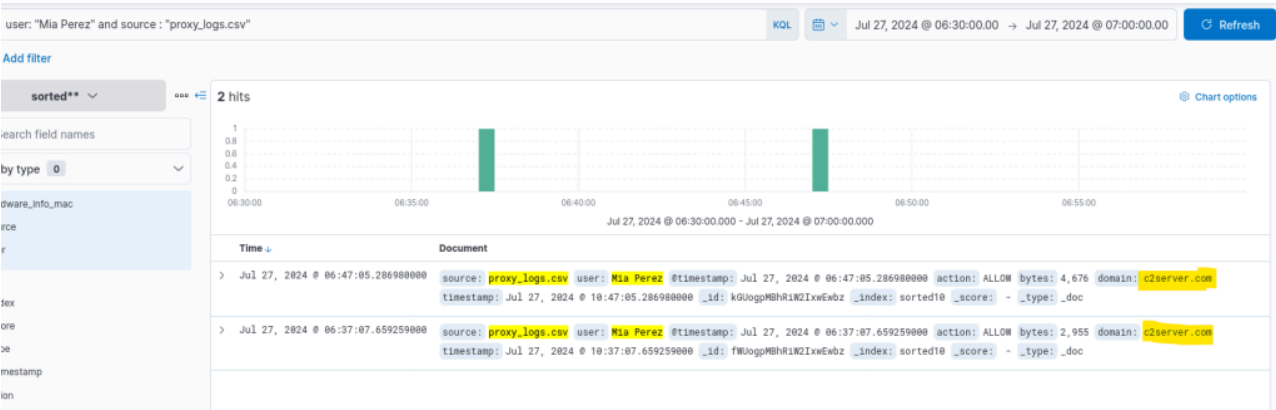 user: "Mia Perez" and source : "proxy_logs.csv" KQL Jul 27, 2024 @ 06:30:00.00 → Jul 27, 2024 @ 07:00:00.00 Refresh
Add filter
sorted** 2 hits Chart options
earch field names
by type 0
dware_info_mac
rce
r
dex
ore
pe
mestamp
ion
1
0.8
0.6
0.4
0.2
0
06:30:00 06:35:00 06:40:00 06:45:00 06:50:00 06:55:00
Jul 27, 2024 @ 06:30:00.000 - Jul 27, 2024 @ 07:00:00.000
Time ↓ Document
Jul 27, 2024 @ 06:47:05.286980000 source: proxy_logs.csv user: Mia Perez @timestamp: Jul 27, 2024 @ 06:47:05.286980000 action: ALLOW bytes: 4,676 domain: c2server.com
timestamp: Jul 27, 2024 @ 10:47:05.286980000 _id: kGUogpMBhRiW2IxwEwbz _index: sorted10 _score: - _type: _doc
Jul 27, 2024 @ 06:37:07.659259000 source: proxy_logs.csv user: Mia Perez @timestamp: Jul 27, 2024 @ 06:37:07.659259000 action: ALLOW bytes: 2,955 domain: c2server.com
timestamp: Jul 27, 2024 @ 10:37:07.659259000 _id: fWUogpMBhRiW2IxwEwbz _index: sorted10 _score: - _type: _doc